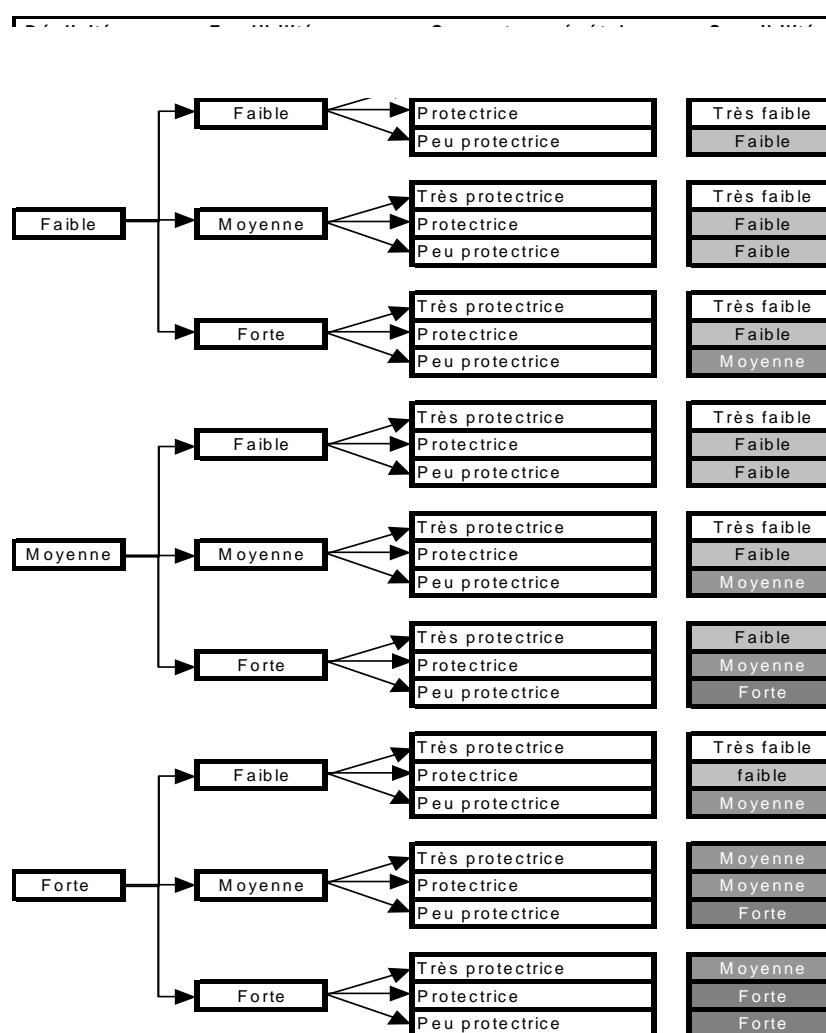 Faible Protectrice Très faible
Peu protectrice Faible
Très protectrice Très faible
Faible Moyenne Protectrice Faible
Peu protectrice Faible
Très protectrice Très faible
Forte Protectrice Faible
Peu protectrice Moyenne
Très protectrice Très faible
Faible Protectrice Faible
Peu protectrice Faible
Très protectrice Très faible
Moyenne Moyenne Protectrice Faible
Peu protectrice Moyenne
Très protectrice Faible
Forte Protectrice Moyenne
Peu protectrice Forte
Très protectrice Très faible
Faible Protectrice faible
Peu protectrice Moyenne
Très protectrice Moyenne
Forte Moyenne Protectrice Moyenne
Peu protectrice Forte
Très protectrice Moyenne
Forte Protectrice Forte
Peu protectrice Forte